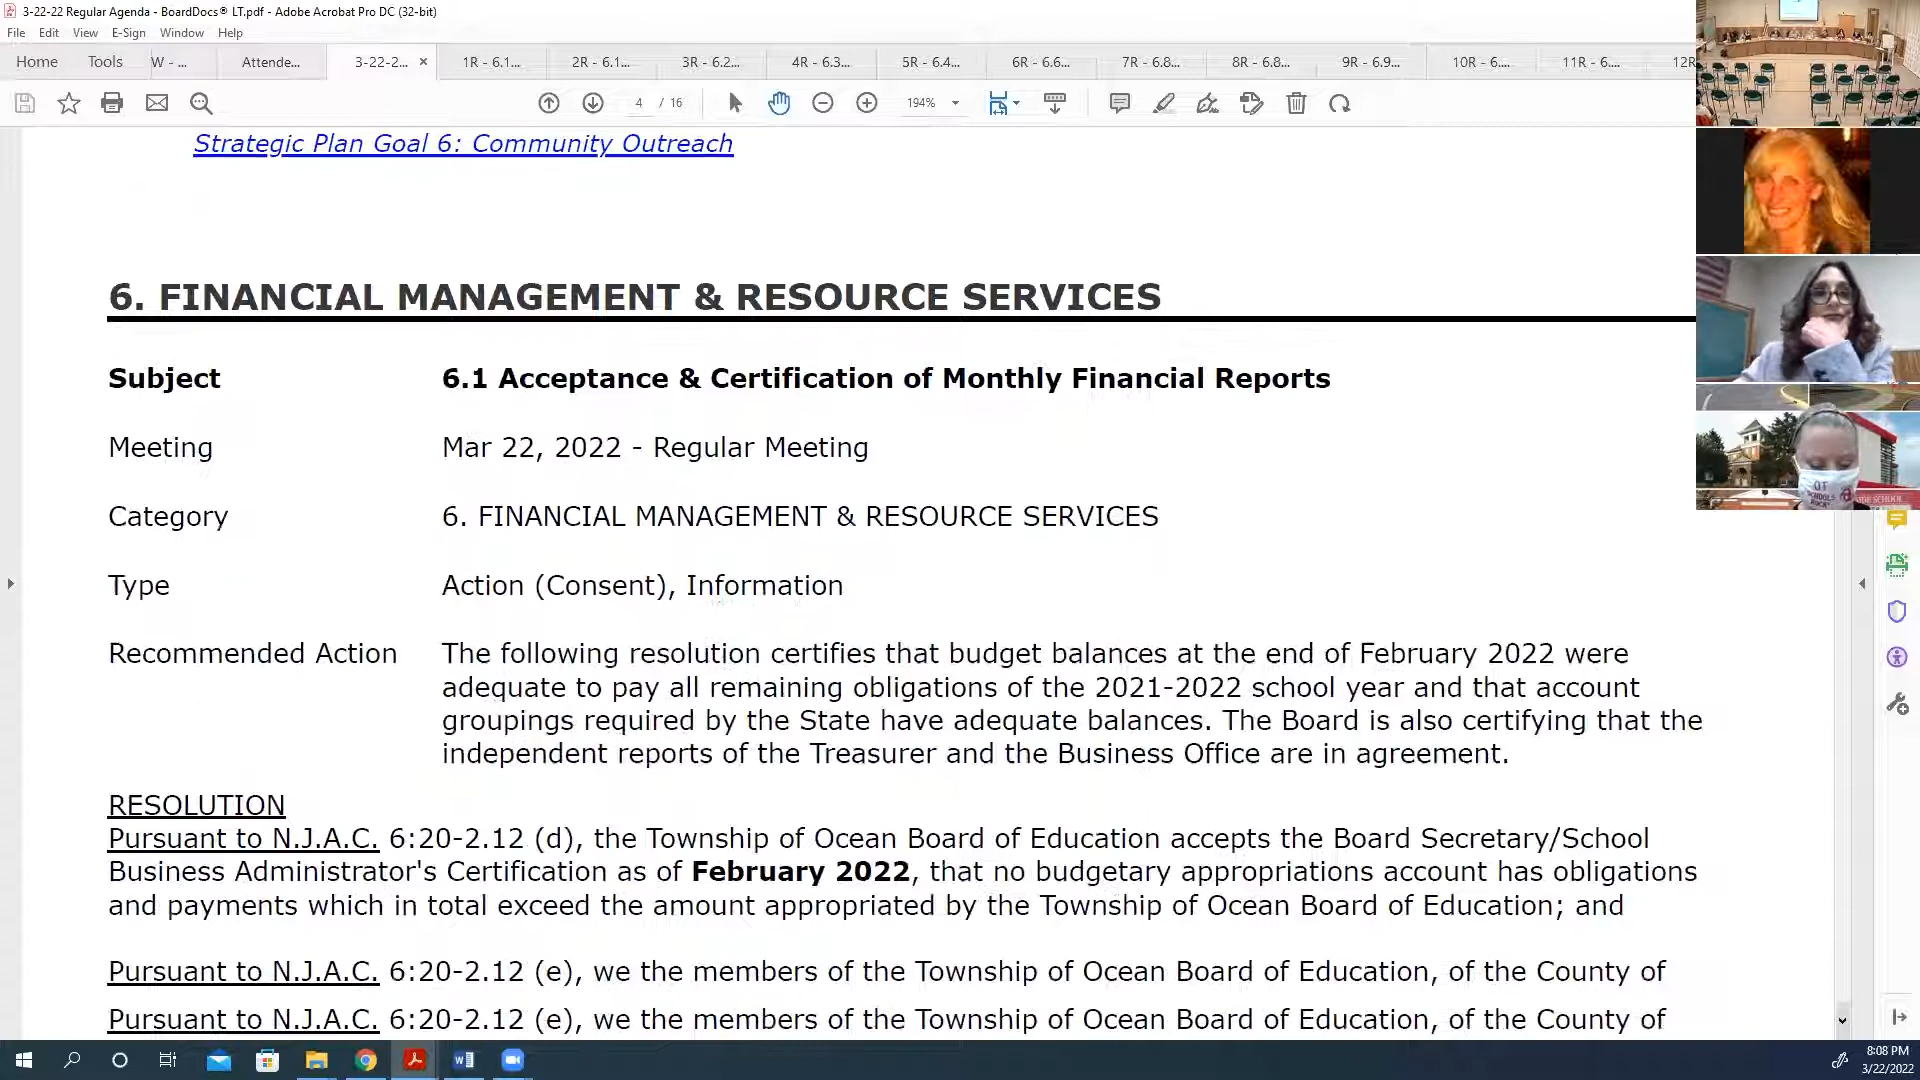 3-22-22 Regular Agenda - BoardDocs® LT.pdf - Adobe Acrobat Pro DC (32-bit)
File Edit View E-Sign Window Help
Home Tools W - ... Attende... 3-22-2... × 1R - 6.1... 2R - 6.1... 3R - 6.2... 4R - 6.3... 5R - 6.4... 6R - 6.6... 7R - 6.8... 8R - 6.8... 9R - 6.9... 10R - 6.... 11R - 6.... 12R
4 / 16 194%
Strategic Plan Goal 6: Community Outreach
6. FINANCIAL MANAGEMENT & RESOURCE SERVICES
Subject 6.1 Acceptance & Certification of Monthly Financial Reports
Meeting Mar 22, 2022 - Regular Meeting
Category 6. FINANCIAL MANAGEMENT & RESOURCE SERVICES
Type Action (Consent), Information
Recommended Action The following resolution certifies that budget balances at the end of February 2022 were
adequate to pay all remaining obligations of the 2021-2022 school year and that account
groupings required by the State have adequate balances. The Board is also certifying that the
independent reports of the Treasurer and the Business Office are in agreement.
RESOLUTION
Pursuant to N.J.A.C. 6:20-2.12 (d), the Township of Ocean Board of Education accepts the Board Secretary/School
Business Administrator's Certification as of February 2022, that no budgetary appropriations account has obligations
and payments which in total exceed the amount appropriated by the Township of Ocean Board of Education; and
Pursuant to N.J.A.C. 6:20-2.12 (e), we the members of the Township of Ocean Board of Education, of the County of
Pursuant to N.J.A.C. 6:20-2.12 (e), we the members of the Township of Ocean Board of Education, of the County of
OT
SCHOOLS
8:08 PM
3/22/2022